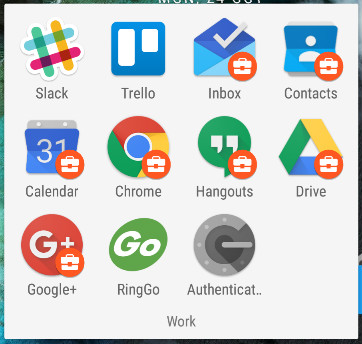 MON, 24 OCT
Slack
Trello
Inbox
Contacts
31
Calendar
Chrome
Hangouts
Drive
G+
Google+
Go
RingGo
Authenticat..
Work